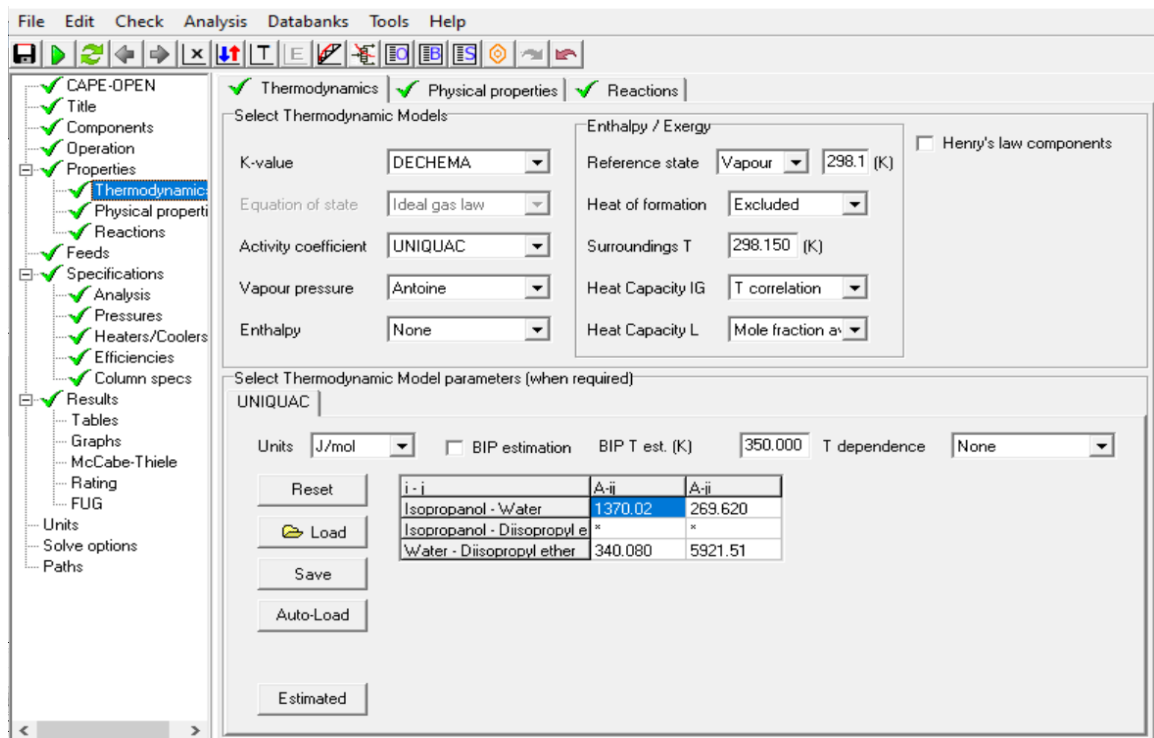 File Edit Check Analysis Databanks Tools Help
T E O B S
CAPE-OPEN
Title
Components
Operation
Properties
Thermodynamics
Physical properti
Reactions
Feeds
Specifications
Analysis
Pressures
Heaters/Coolers
Efficiencies
Column specs
Results
Tables
Graphs
McCabe-Thiele
Rating
FUG
Units
Solve options
Paths
Thermodynamics Physical properties Reactions
Select Thermodynamic Models
Enthalpy / Exergy
Henry's law components
K-value DECHEMA Reference state Vapour 298.1 (K)
Equation of state Ideal gas law Heat of formation Excluded
Activity coefficient UNIQUAC Surroundings T 298.150 (K)
Vapour pressure Antoine Heat Capacity IG T correlation
Enthalpy None Heat Capacity L Mole fraction av
Select Thermodynamic Model parameters (when required)
UNIQUAC
Units J/mol BIP estimation BIP T est. (K) 350.000 T dependence None
Reset
Load
Save
Auto-Load
Estimated
i - j A-ij A-ji
Isopropanol - Water 1370.02 269.620
Isopropanol - Diisopropyl e * *
Water - Diisopropyl ether 340.080 5921.51